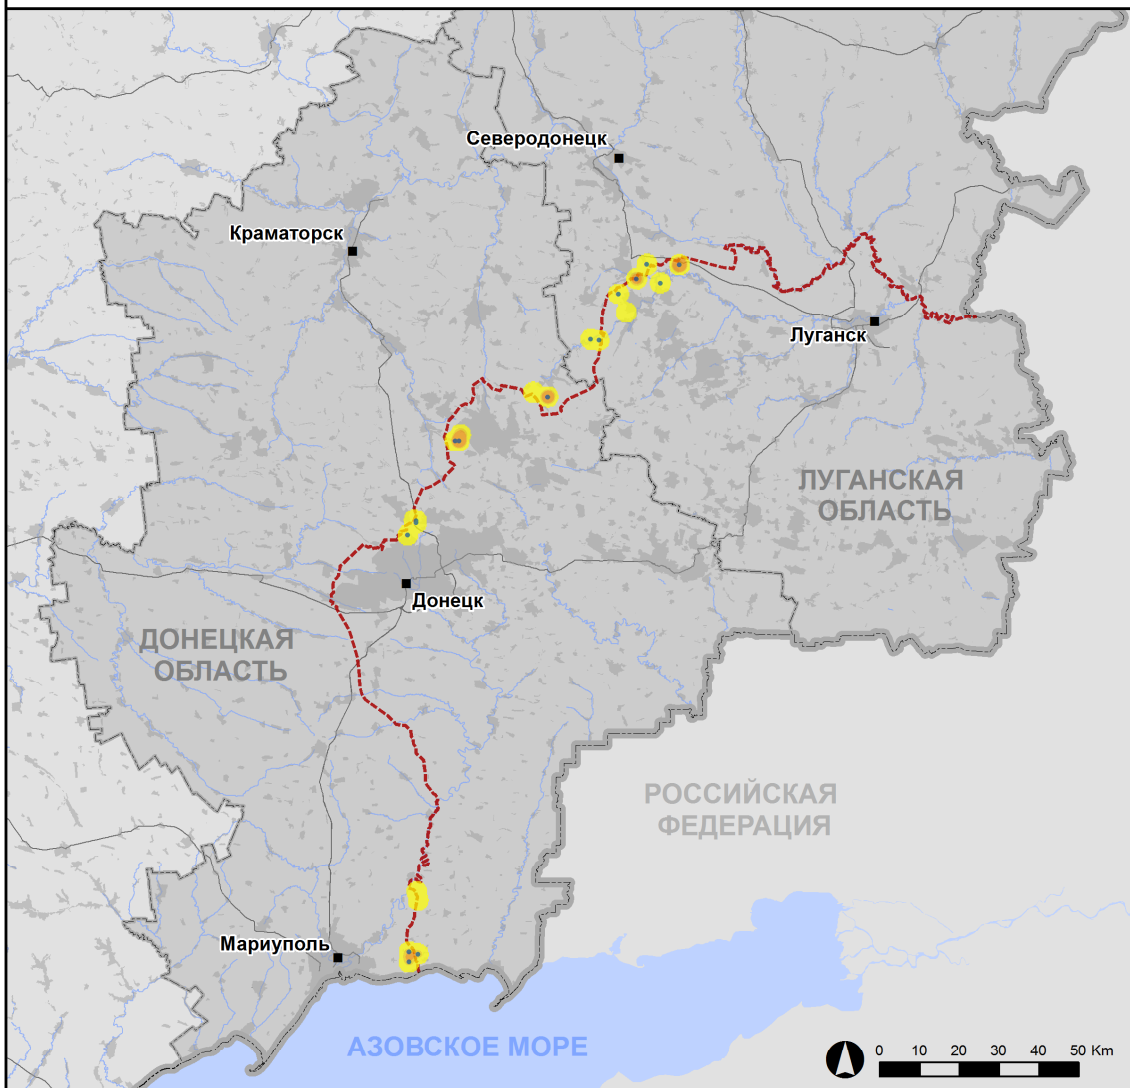 Северодонецк
Краматорск
Луганск
ЛУГАНСКАЯ
ОБЛАСТЬ
Донецк
ДОНЕЦКАЯ
ОБЛАСТЬ
РОССИЙСКАЯ
ФЕДЕРАЦИЯ
Мариуполь
АЗОВСКОЕ МОРЕ
0 10 20 30 40 50 Km